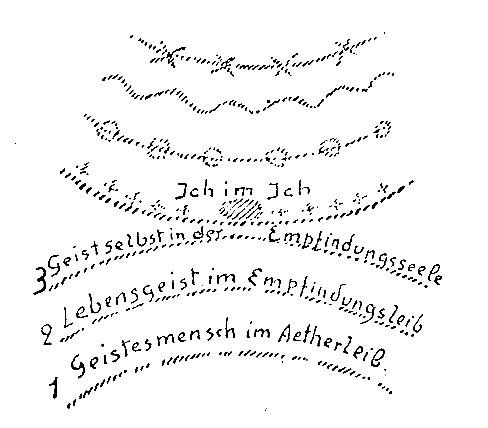 Ich im Ich
3 Geistselbst in der Empfindungsseele
2 Lebensgeist im Empfindungsleib
1 Geistesmensch im Aetherleib.